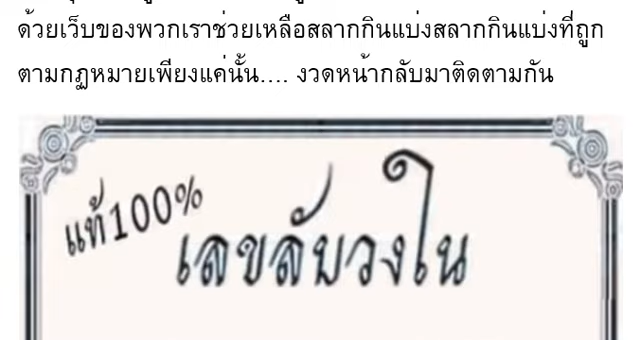 ด้วยเว็บของพวกเราช่วยเหลือสลากกินแบ่งสลากกินแบ่งที่ถูก
ตามกฏหมายเพียงแค่นั้น.... งวดหน้ากลับมาติดตามกัน
แท้100%
เลขลับวงใน